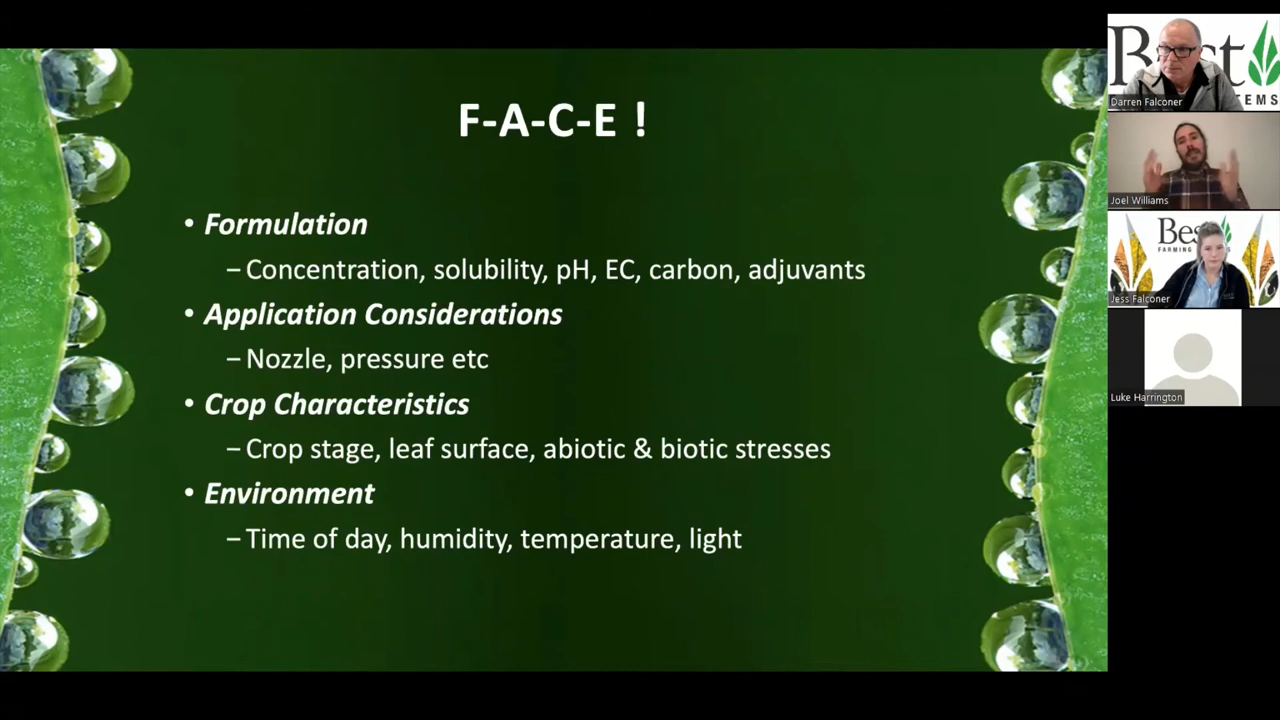 F-A-C-E !
• Formulation
– Concentration, solubility, pH, EC, carbon, adjuvants
• Application Considerations
– Nozzle, pressure etc
• Crop Characteristics
– Crop stage, leaf surface, abiotic & biotic stresses
• Environment
– Time of day, humidity, temperature, light
Darren Falconer
Joel Williams
Jess Falconer
Luke Harrington